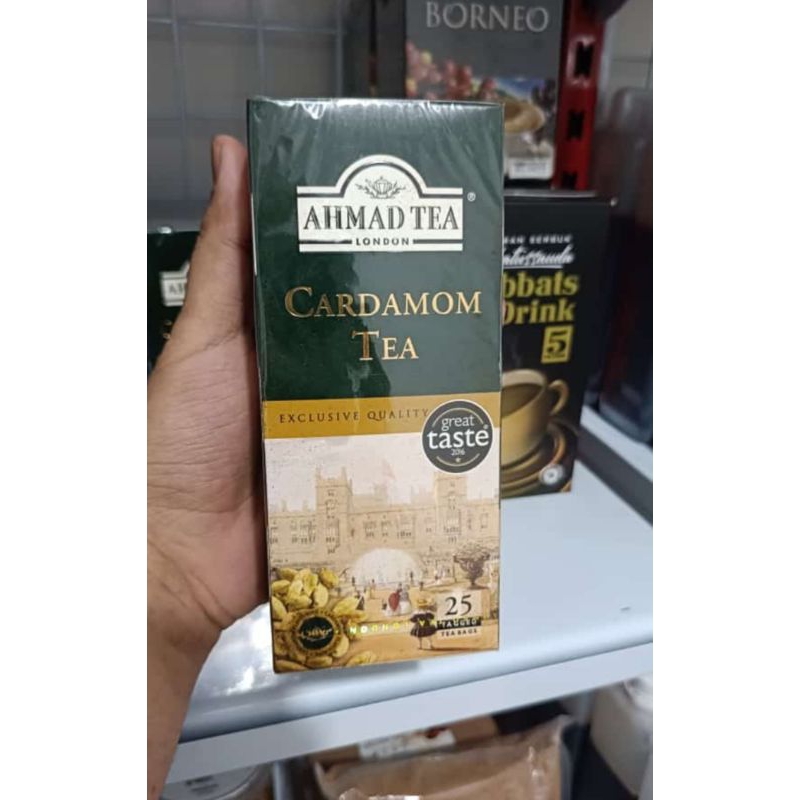 BORNEO
AHMAD TEA
®
LONDON
CARDAMOM
TEA
EXCLUSIVE QUALITY
great
taste
2016
25
TAGGED
TEA BAGS
bbats
Drink
5